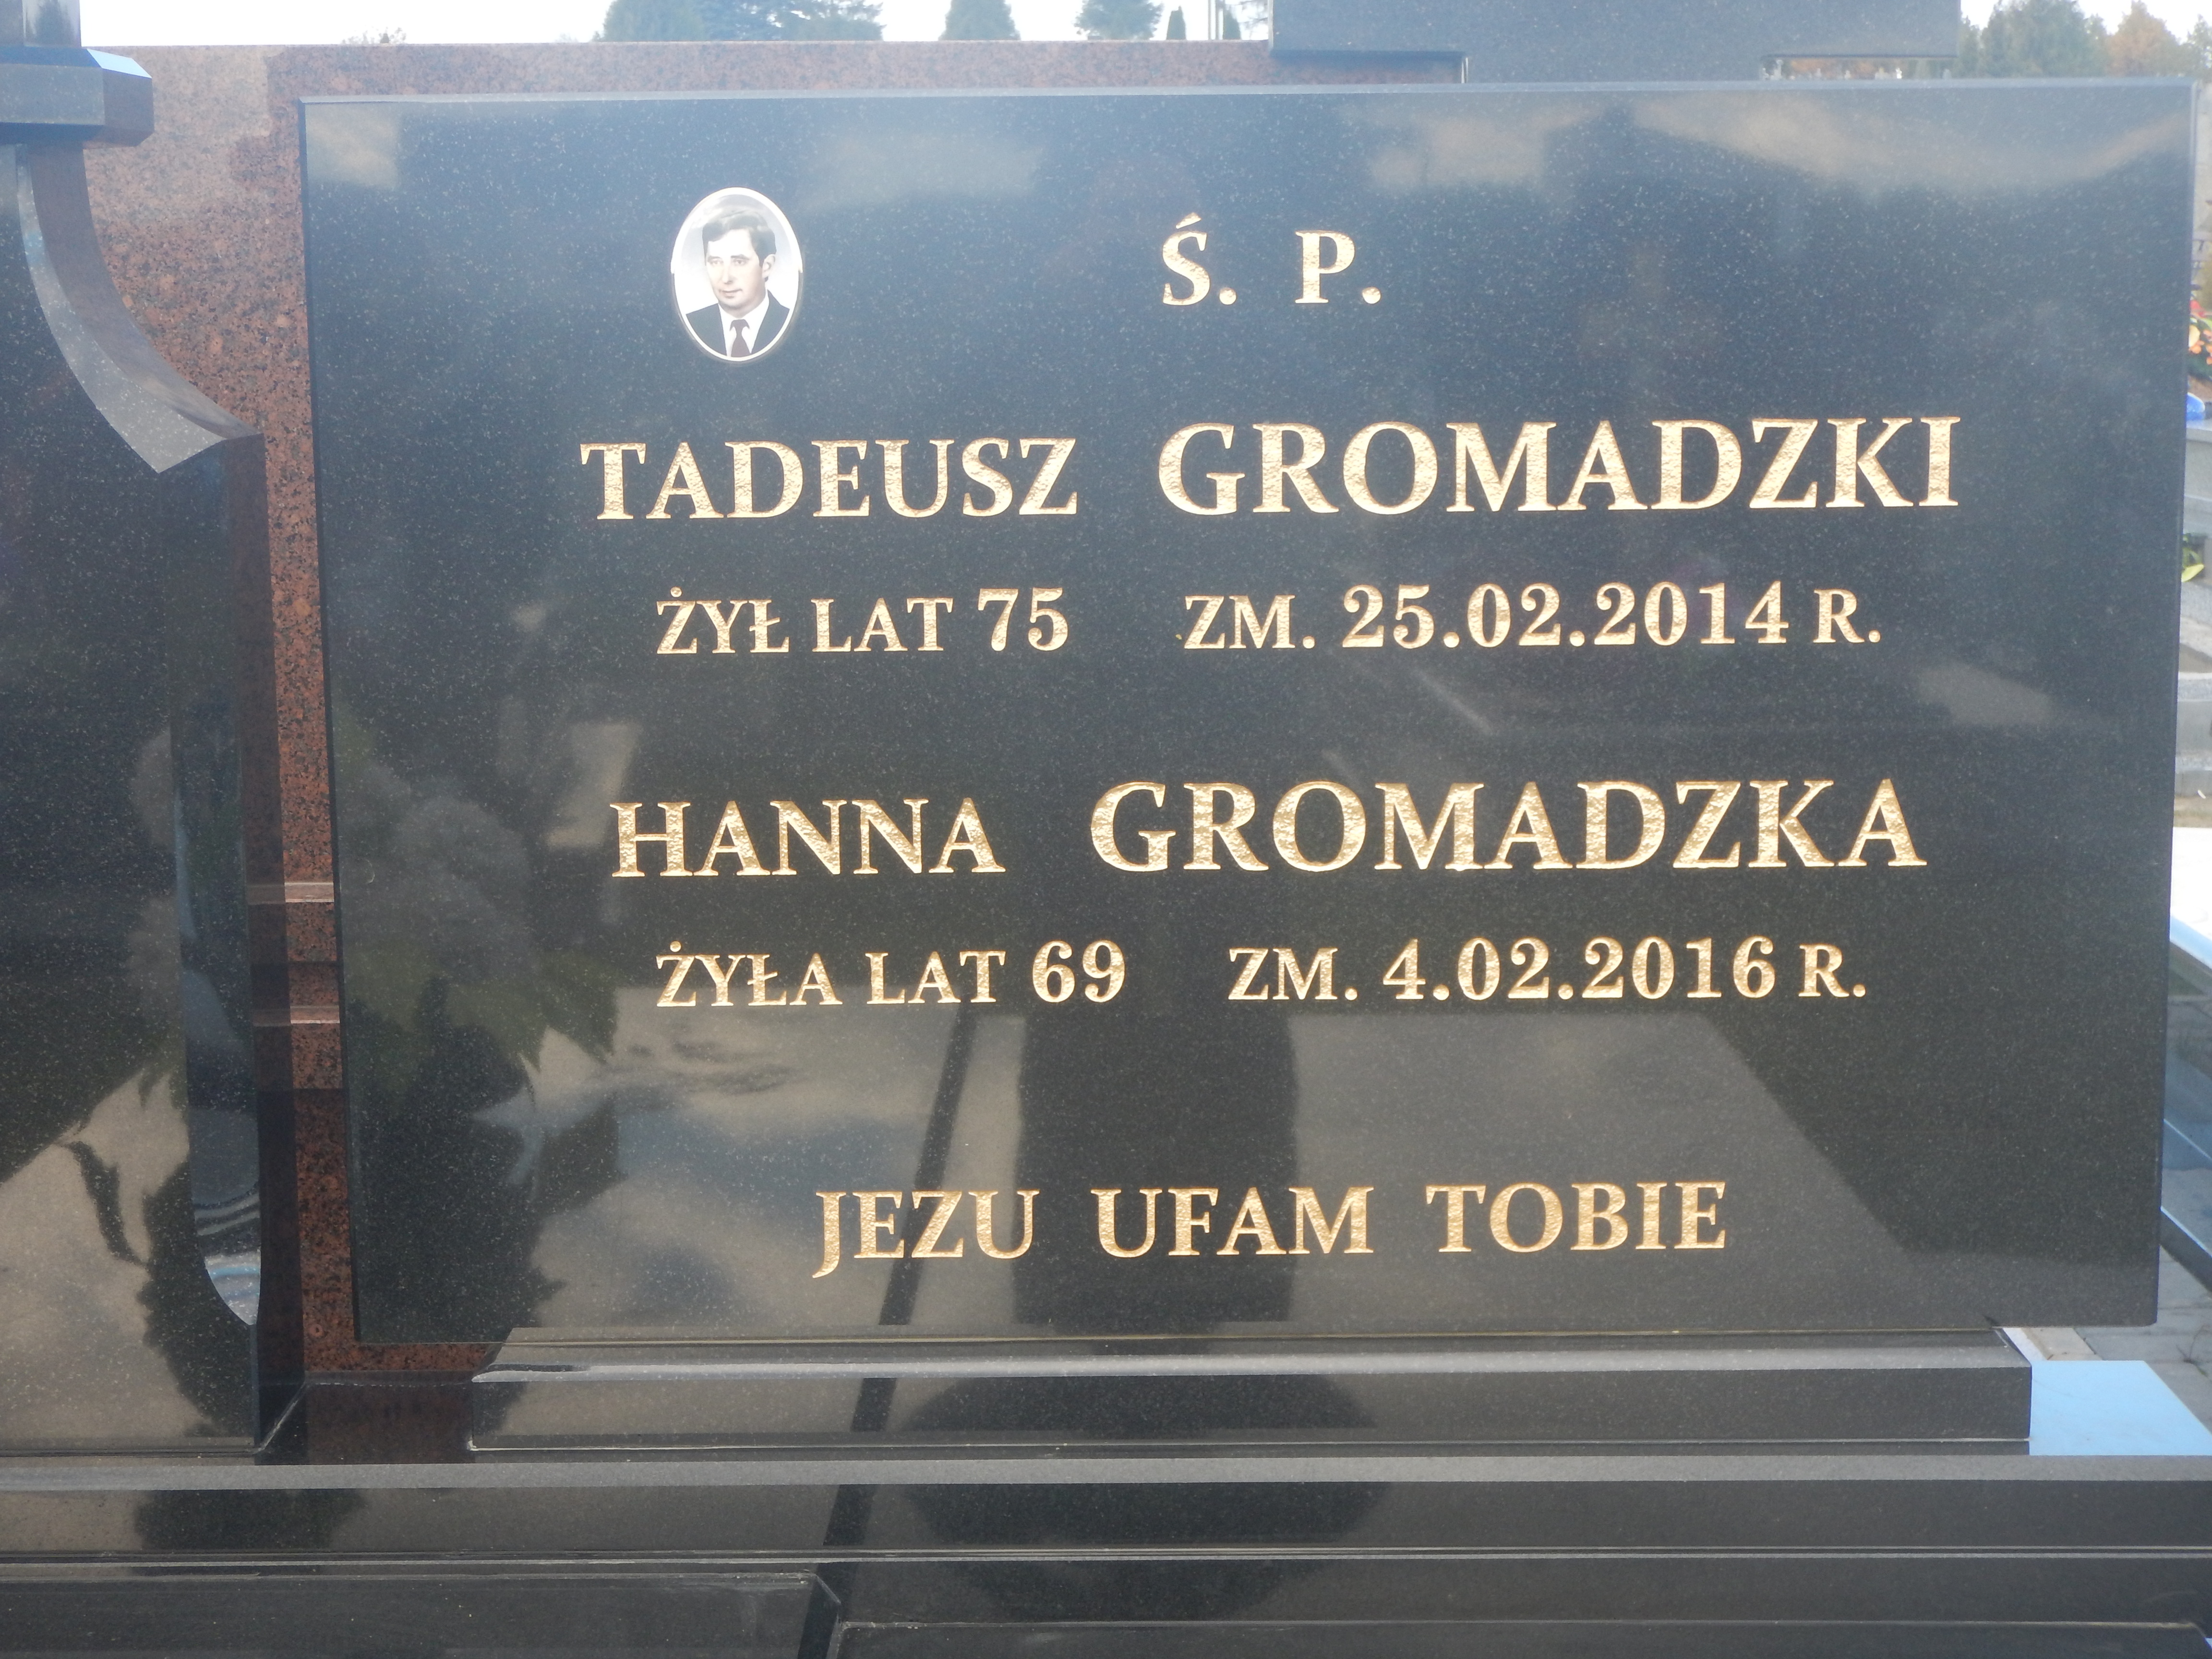 Ś. P.
TADEUSZ GROMADZKI
ŻYŁ LAT 75 ZM. 25.02.2014 R.
HANNA GROMADZKA
ŻYŁA LAT 69 ZM. 4.02.2016 R.
JEZU UFAM TOBIE